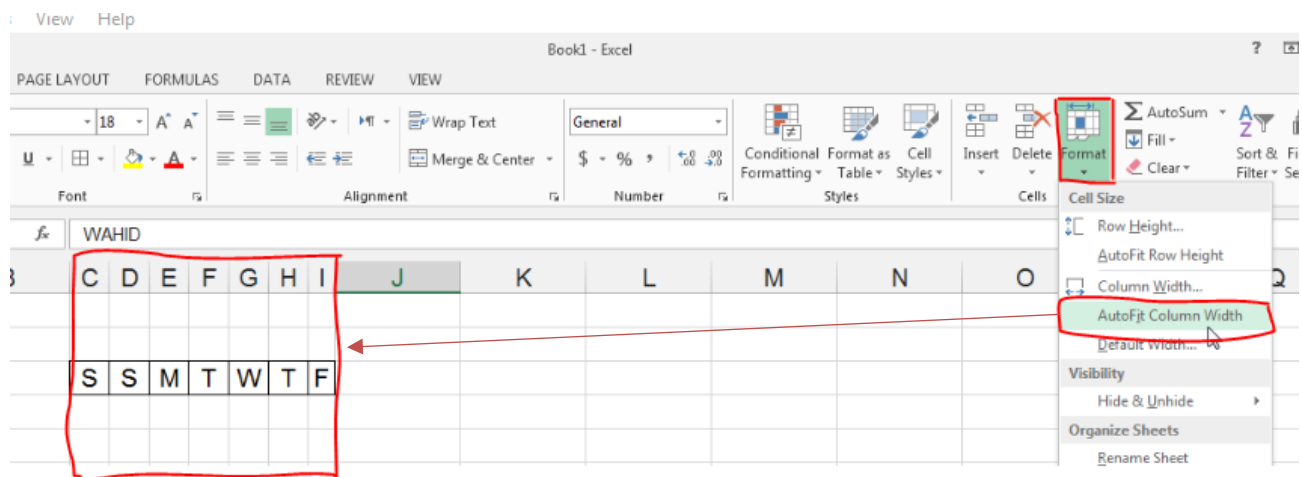 View Help
Book1 - Excel ?
PAGE LAYOUT FORMULAS DATA REVIEW VIEW
18 A A Wrap Text General AutoSum
U A Merge & Center $ % , .00 Conditional Format as Cell Insert Delete Format Fill Sort &
Formatting Table Styles Clear Filter
Font Alignment Number Styles Cells
Cell Size
Row Height...
AutoFit Row Height
Column Width...
AutoFit Column Width
Default Width...
Visibility
Hide & Unhide
Organize Sheets
Rename Sheet
fx WAHID
C D E F G H I J K L M N O Q
S S M T W T F